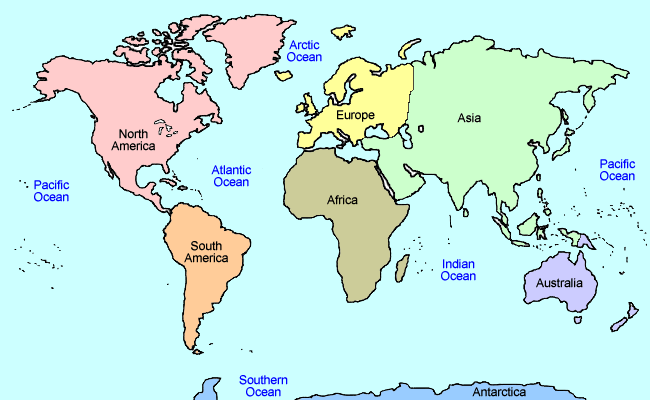 Arctic
Ocean
Europe
Asia
North
America
Atlantic
Ocean
Pacific
Ocean
Pacific
Ocean
Africa
South
America
Indian
Ocean
Australia
Southern
Ocean
Antarctica